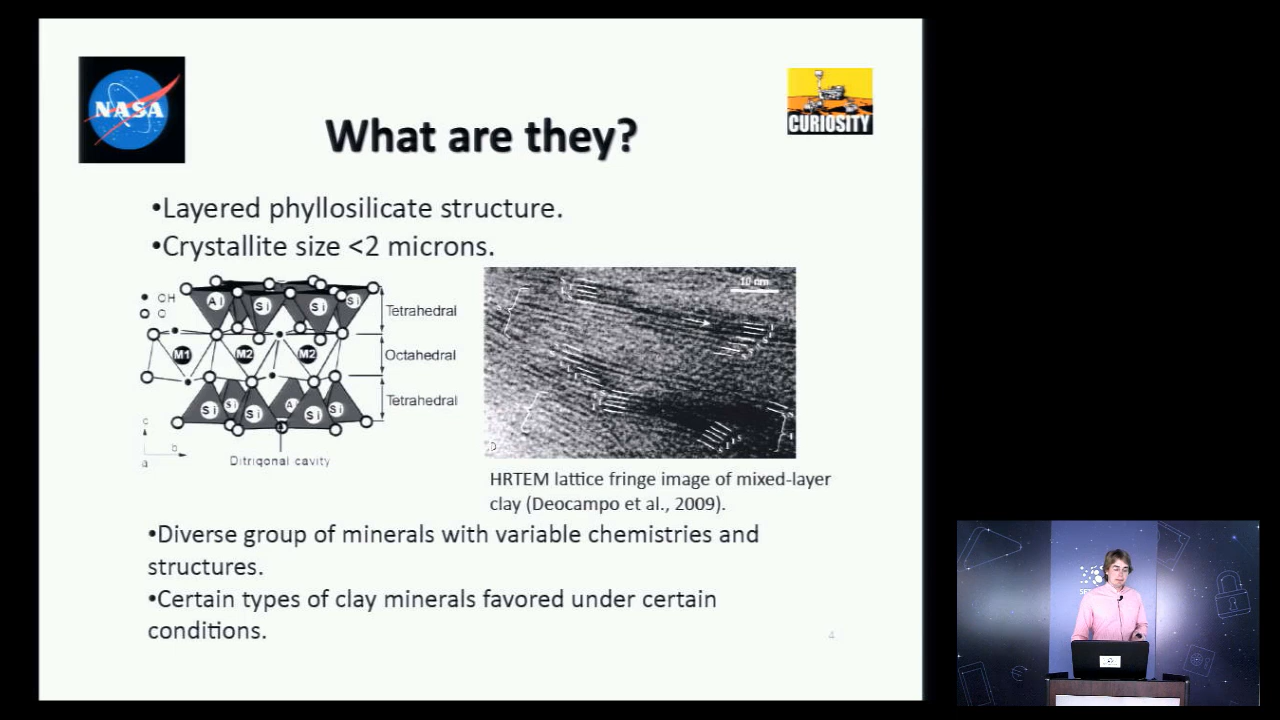 NASA
CURIOSITY
What are they?
•Layered phyllosilicate structure.
•Crystallite size <2 microns.
OH
O
Al
Si
Si
Si
Tetrahedral
M1
M2
M2
Octahedral
Si
Si
Si
Si
Si
Tetrahedral
c
b
a
Ditrigonal cavity
10 nm
D
HRTEM lattice fringe image of mixed-layer
clay (Deocampo et al., 2009).
•Diverse group of minerals with variable chemistries and
structures.
•Certain types of clay minerals favored under certain
conditions.
4